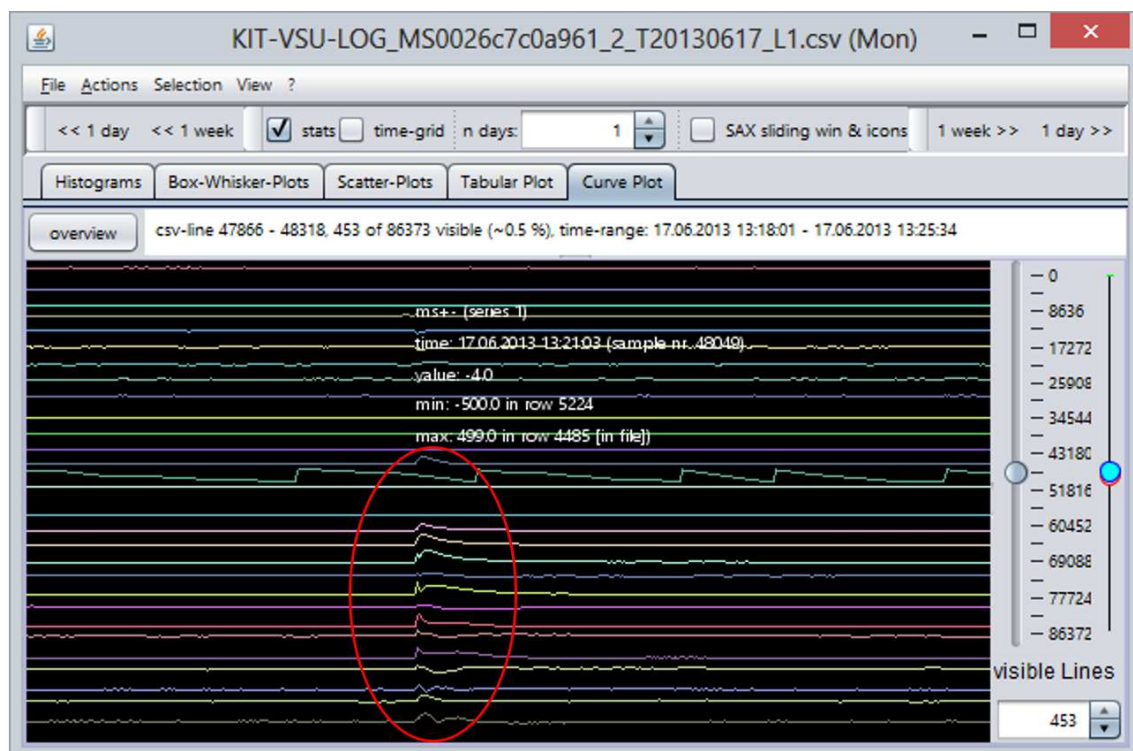 KIT-VSU-LOG_MS0026c7c0a961_2_T20130617_L1.csv (Mon)
File Actions Selection View ?
<< 1 day << 1 week stats time-grid n days: 1 SAX sliding win & icons 1 week >> 1 day >>
Histograms Box-Whisker-Plots Scatter-Plots Tabular Plot Curve Plot
overview csv-line 47866 - 48318, 453 of 86373 visible (~0.5 %), time-range: 17.06.2013 13:18:01 - 17.06.2013 13:25:34
ms+- (series 1)
time: 17.06.2013 13:21:03 (sample nr. 48049)
value: -4.0
min: -500.0 in row 5224
max: 499.0 in row 4485 [in file])
0
8636
17272
25908
34544
43180
51816
60452
69088
77724
86372
visible Lines
453